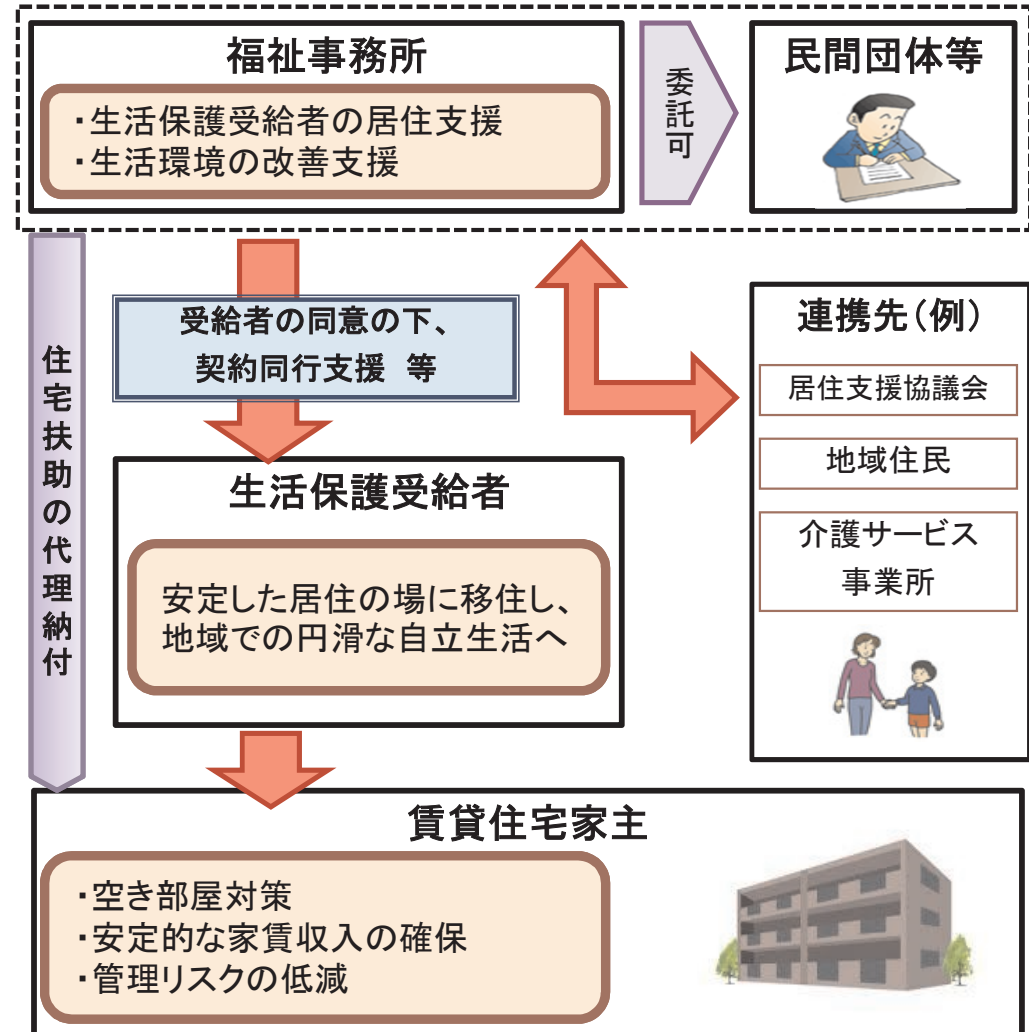 福祉事務所
・生活保護受給者の居住支援
・生活環境の改善支援
委託可
民間団体等
住宅扶助の代理納付
受給者の同意の下、
契約同行支援 等
連携先(例)
居住支援協議会
地域住民
介護サービス
事業所
生活保護受給者
安定した居住の場に移住し、
地域での円滑な自立生活へ
賃貸住宅家主
・空き部屋対策
・安定的な家賃収入の確保
・管理リスクの低減